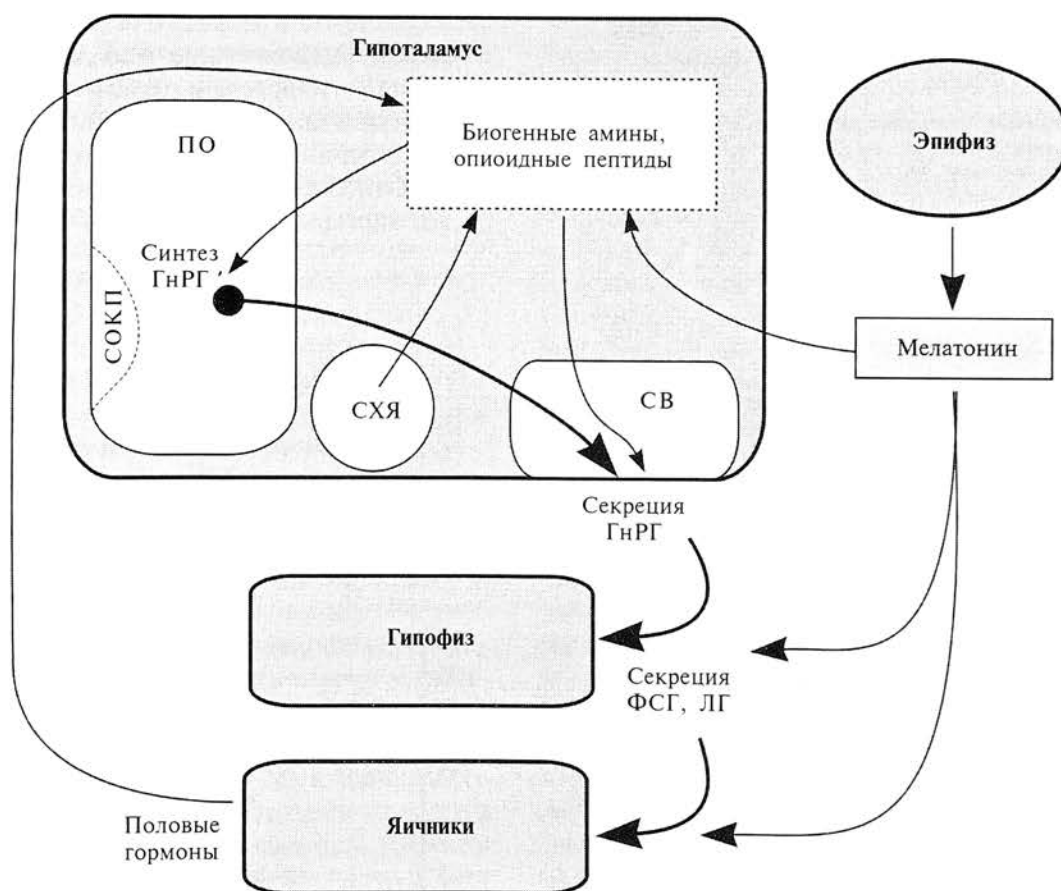 Гипоталамус
ПО
Биогенные амины,
опиоидные пептиды
Эпифиз
Синтез
ГнРГ
СОКП
Мелатонин
СХЯ
СВ
Секреция
ГнРГ
Гипофиз
Секреция
ФСГ, ЛГ
Половые
гормоны
Яичники